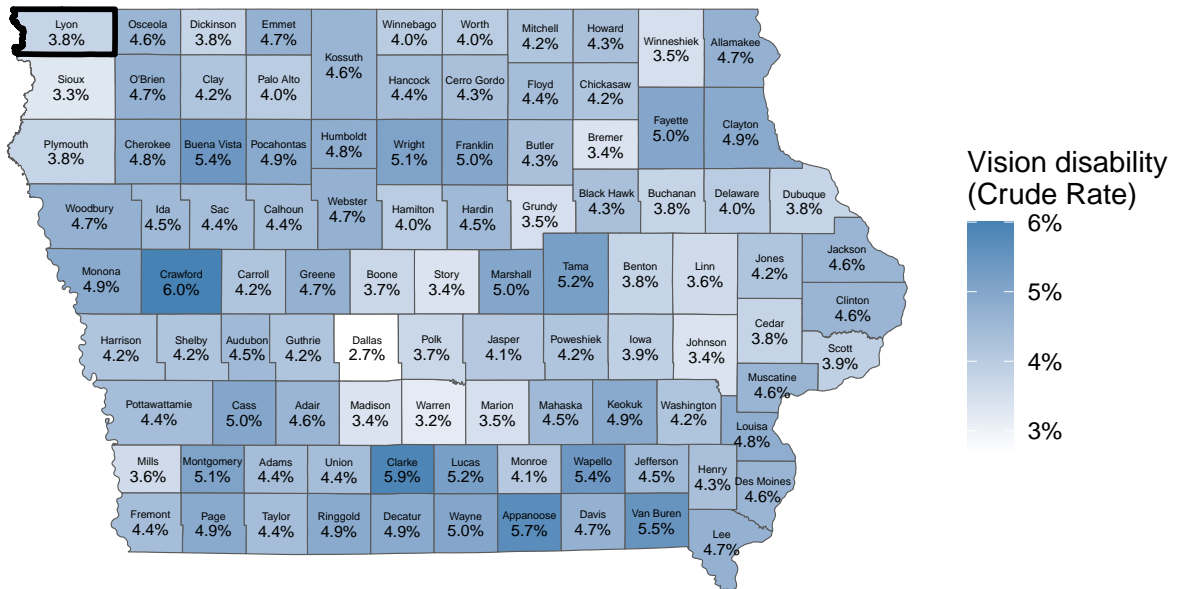 Lyon
3.8%
Osceola
4.6%
Dickinson
3.8%
Emmet
4.7%
Kossuth
4.6%
Winnebago
4.0%
Worth
4.0%
Mitchell
4.2%
Howard
4.3%
Winneshiek
3.5%
Allamakee
4.7%
Sioux
3.3%
O'Brien
4.7%
Clay
4.2%
Palo Alto
4.0%
Hancock
4.4%
Cerro Gordo
4.3%
Floyd
4.4%
Chickasaw
4.2%
Fayette
5.0%
Clayton
4.9%
Plymouth
3.8%
Cherokee
4.8%
Buena Vista
5.4%
Pocahontas
4.9%
Humboldt
4.8%
Wright
5.1%
Franklin
5.0%
Butler
4.3%
Bremer
3.4%
Woodbury
4.7%
Ida
4.5%
Sac
4.4%
Calhoun
4.4%
Webster
4.7%
Hamilton
4.0%
Hardin
4.5%
Grundy
3.5%
Black Hawk
4.3%
Buchanan
3.8%
Delaware
4.0%
Dubuque
3.8%
Monona
4.9%
Crawford
6.0%
Carroll
4.2%
Greene
4.7%
Boone
3.7%
Story
3.4%
Marshall
5.0%
Tama
5.2%
Benton
3.8%
Linn
3.6%
Jones
4.2%
Jackson
4.6%
Clinton
4.6%
Harrison
4.2%
Shelby
4.2%
Audubon
4.5%
Guthrie
4.2%
Dallas
2.7%
Polk
3.7%
Jasper
4.1%
Poweshiek
4.2%
Iowa
3.9%
Johnson
3.4%
Cedar
3.8%
Scott
3.9%
Muscatine
4.6%
Pottawattamie
4.4%
Cass
5.0%
Adair
4.6%
Madison
3.4%
Warren
3.2%
Marion
3.5%
Mahaska
4.5%
Keokuk
4.9%
Washington
4.2%
Louisa
4.8%
Mills
3.6%
Montgomery
5.1%
Adams
4.4%
Union
4.4%
Clarke
5.9%
Lucas
5.2%
Monroe
4.1%
Wapello
5.4%
Jefferson
4.5%
Henry
4.3%
Des Moines
4.6%
Fremont
4.4%
Page
4.9%
Taylor
4.4%
Ringgold
4.9%
Decatur
4.9%
Wayne
5.0%
Appanoose
5.7%
Davis
4.7%
Van Buren
5.5%
Lee
4.7%
Vision disability
(Crude Rate)
6%
5%
4%
3%